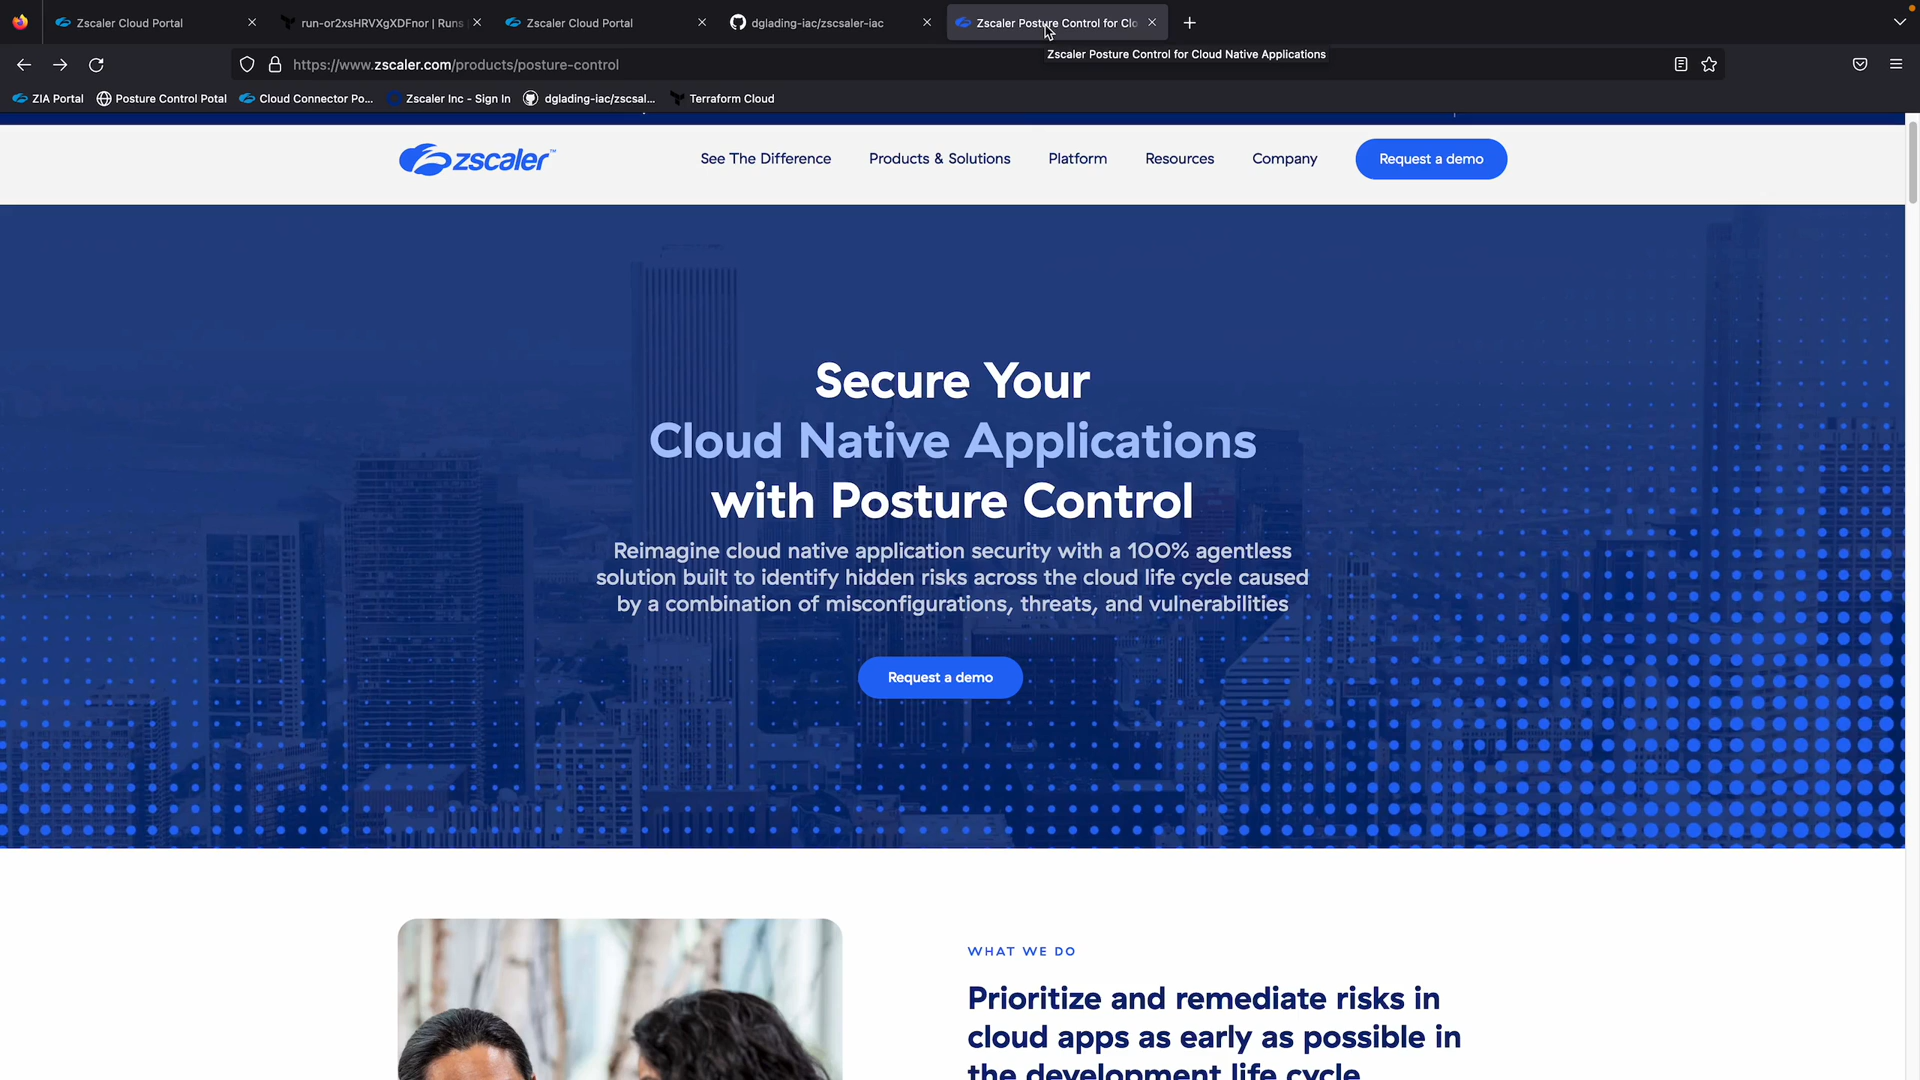 Zscaler Cloud Portal
run-or2xsHRVXgXDFnor | Runs
Zscaler Cloud Portal
dglading-iac/zscsaler-iac
Zscaler Posture Control for Clo
https://www.zscaler.com/products/posture-control
Zscaler Posture Control for Cloud Native Applications
ZIA Portal
Posture Control Potal
Cloud Connector Po...
Zscaler Inc - Sign In
dglading-iac/zscsal...
Terraform Cloud
zscaler™
See The Difference
Products & Solutions
Platform
Resources
Company
Request a demo
Secure Your
Cloud Native Applications
with Posture Control
Reimagine cloud native application security with a 100% agentless
solution built to identify hidden risks across the cloud life cycle caused
by a combination of misconfigurations, threats, and vulnerabilities
Request a demo
WHAT WE DO
Prioritize and remediate risks in
cloud apps as early as possible in
the development life cycle